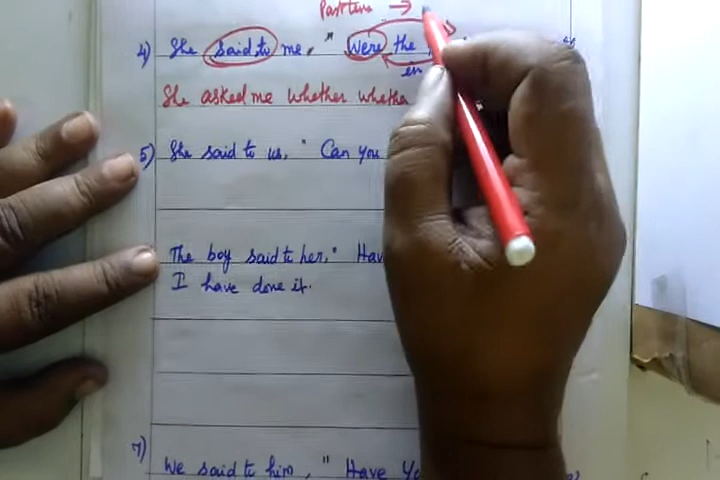 Past tense →
4) She said to me, " Were the
in
She asked me whether whethe
5) She said to us, " Can you
The boy said to her, " Hav
I have done it.
7) We said to him, " Have Yo